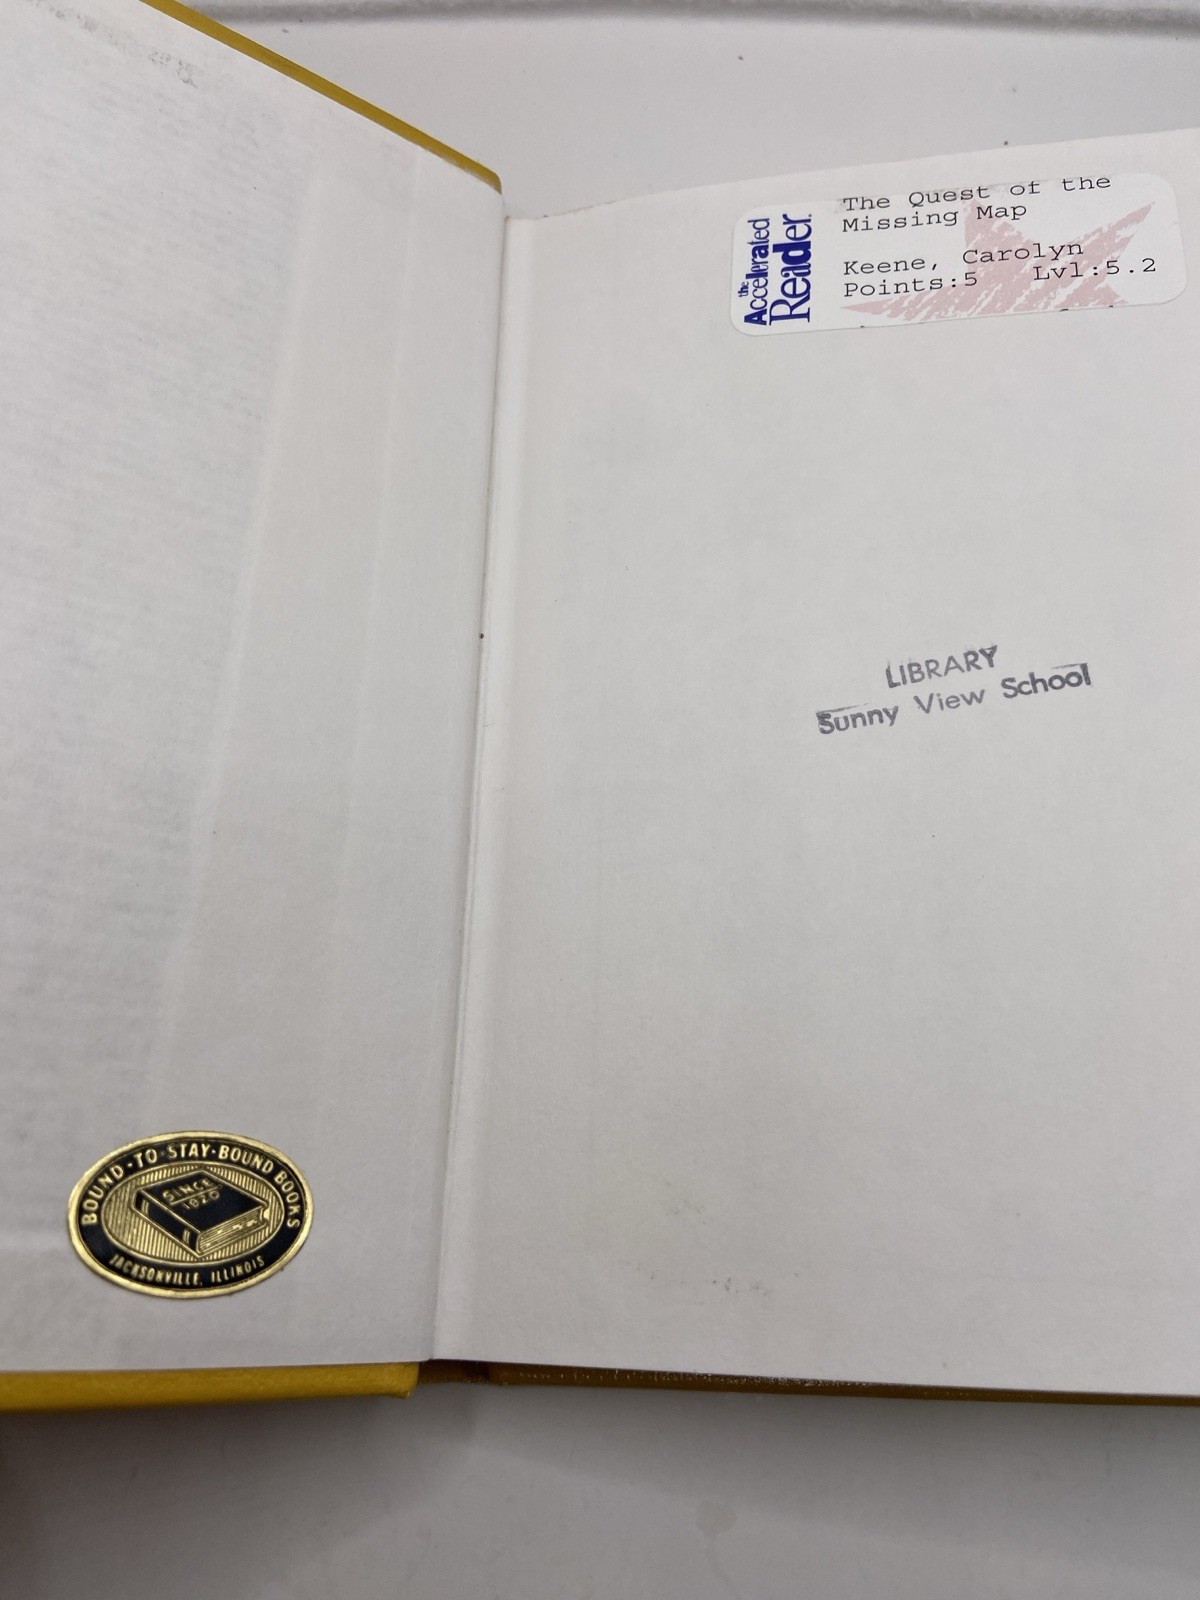 the
Accelerated
Reader.
The Quest of the
Missing Map
Keene, Carolyn
Points:5 Lvl:5.2
LIBRARY
Sunny View School
BOUND·TO·STAY·BOUND BOOKS
SINCE
1920
JACKSONVILLE, ILLINOIS